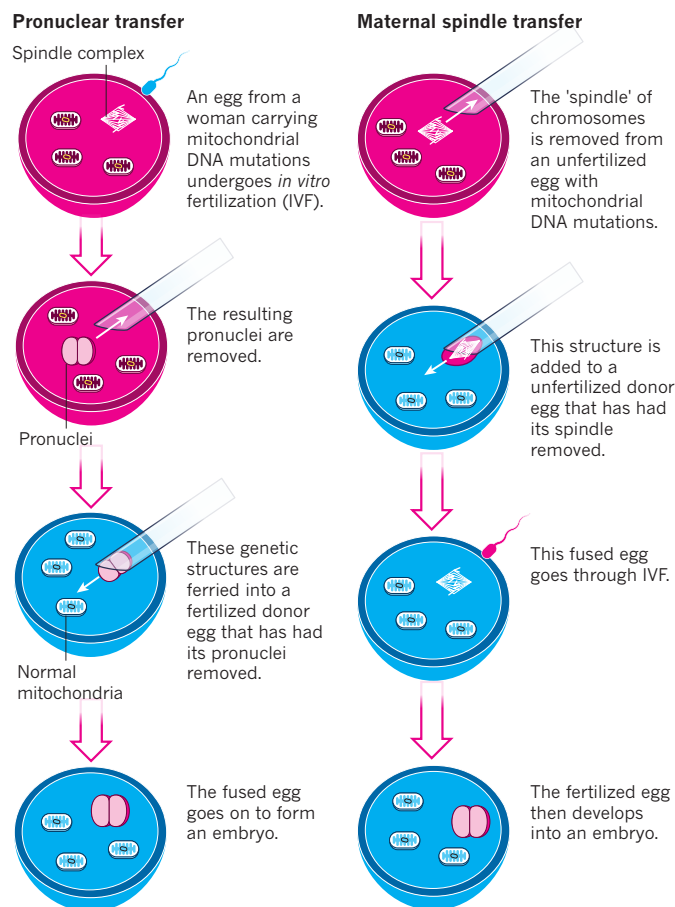 Pronuclear transfer
Spindle complex
An egg from a
woman carrying
mitochondrial
DNA mutations
undergoes in vitro
fertilization (IVF).
The resulting
pronuclei are
removed.
Pronuclei
These genetic
structures are
ferried into a
fertilized donor
egg that has had
its pronuclei
removed.
Normal
mitochondria
The fused egg
goes on to form
an embryo.
Maternal spindle transfer
The 'spindle' of
chromosomes
is removed from
an unfertilized
egg with
mitochondrial
DNA mutations.
This structure is
added to a
unfertilized donor
egg that has had
its spindle
removed.
This fused egg
goes through IVF.
The fertilized egg
then develops
into an embryo.